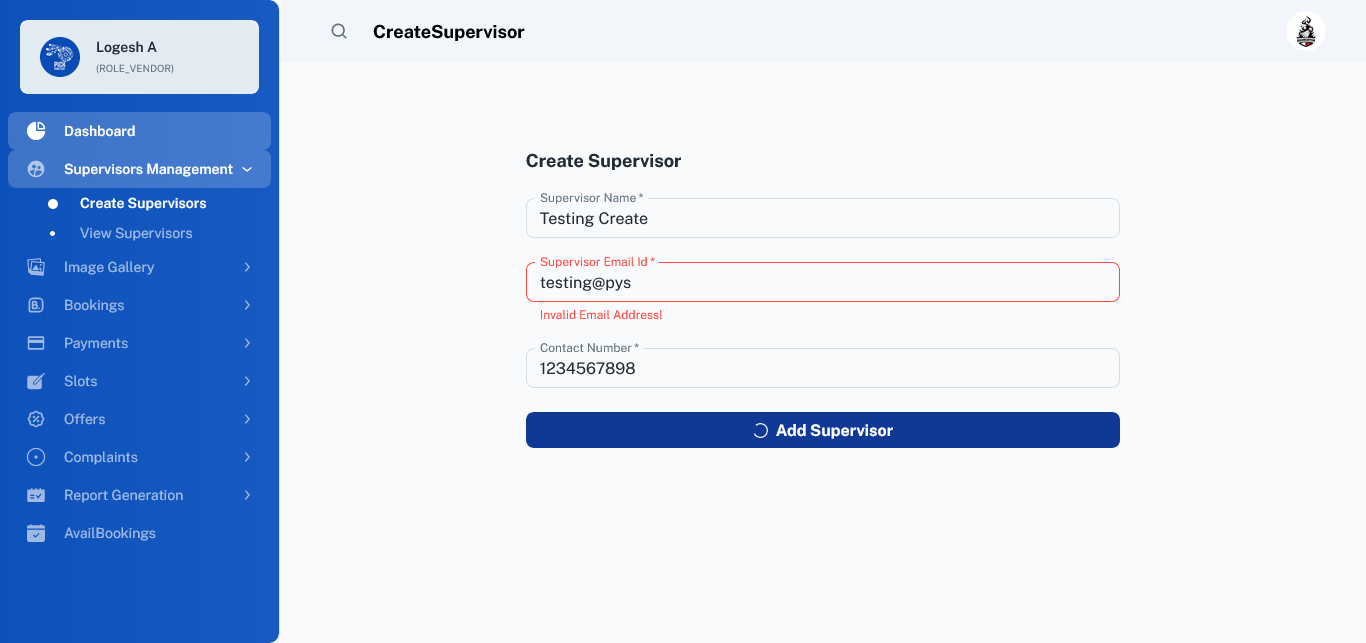 Logesh A
(ROLE_VENDOR)
Dashboard
Supervisors Management
Create Supervisors
View Supervisors
Image Gallery
Bookings
Payments
Slots
Offers
Complaints
Report Generation
AvailBookings
CreateSupervisor
Create Supervisor
Supervisor Name *
Testing Create
Supervisor Email Id *
testing@pys
Invalid Email Address!
Contact Number *
1234567898
Add Supervisor